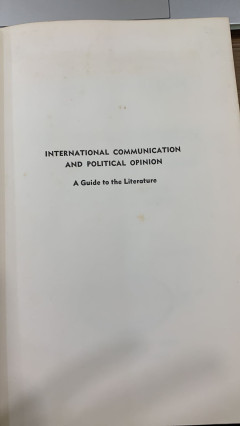 INTERNATIONAL COMMUNICATION
AND POLITICAL OPINION
A Guide to the Literature